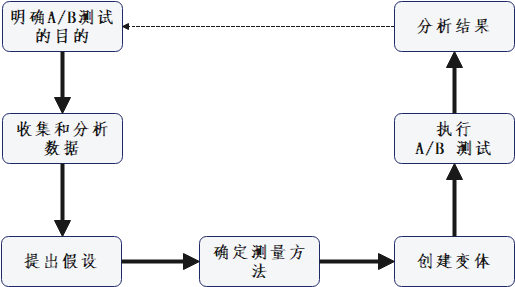 明确A/B测试
的目的
收集和分析
数据
提出假设
确定测量方
法
创建变体
执行
A/B 测试
分析结果